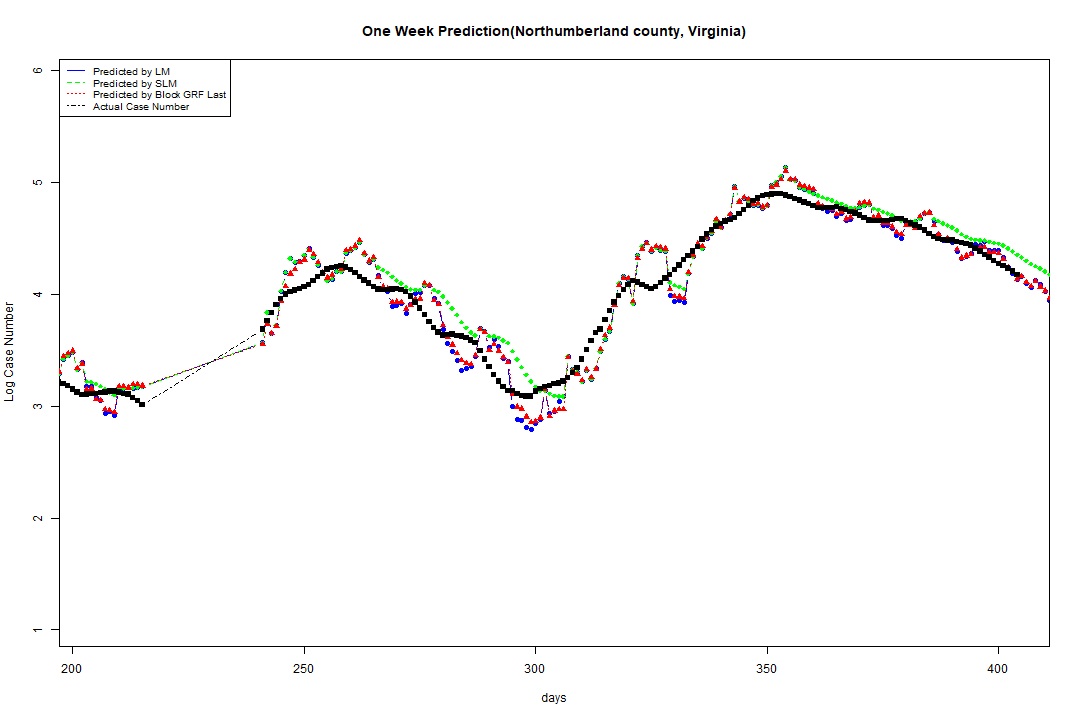 One Week Prediction(Northumberland county, Virginia)
Predicted by LM
Predicted by SLM
Predicted by Block GRF Last
Actual Case Number
Log Case Number
6
5
4
3
2
1
200 250 300 350 400
days